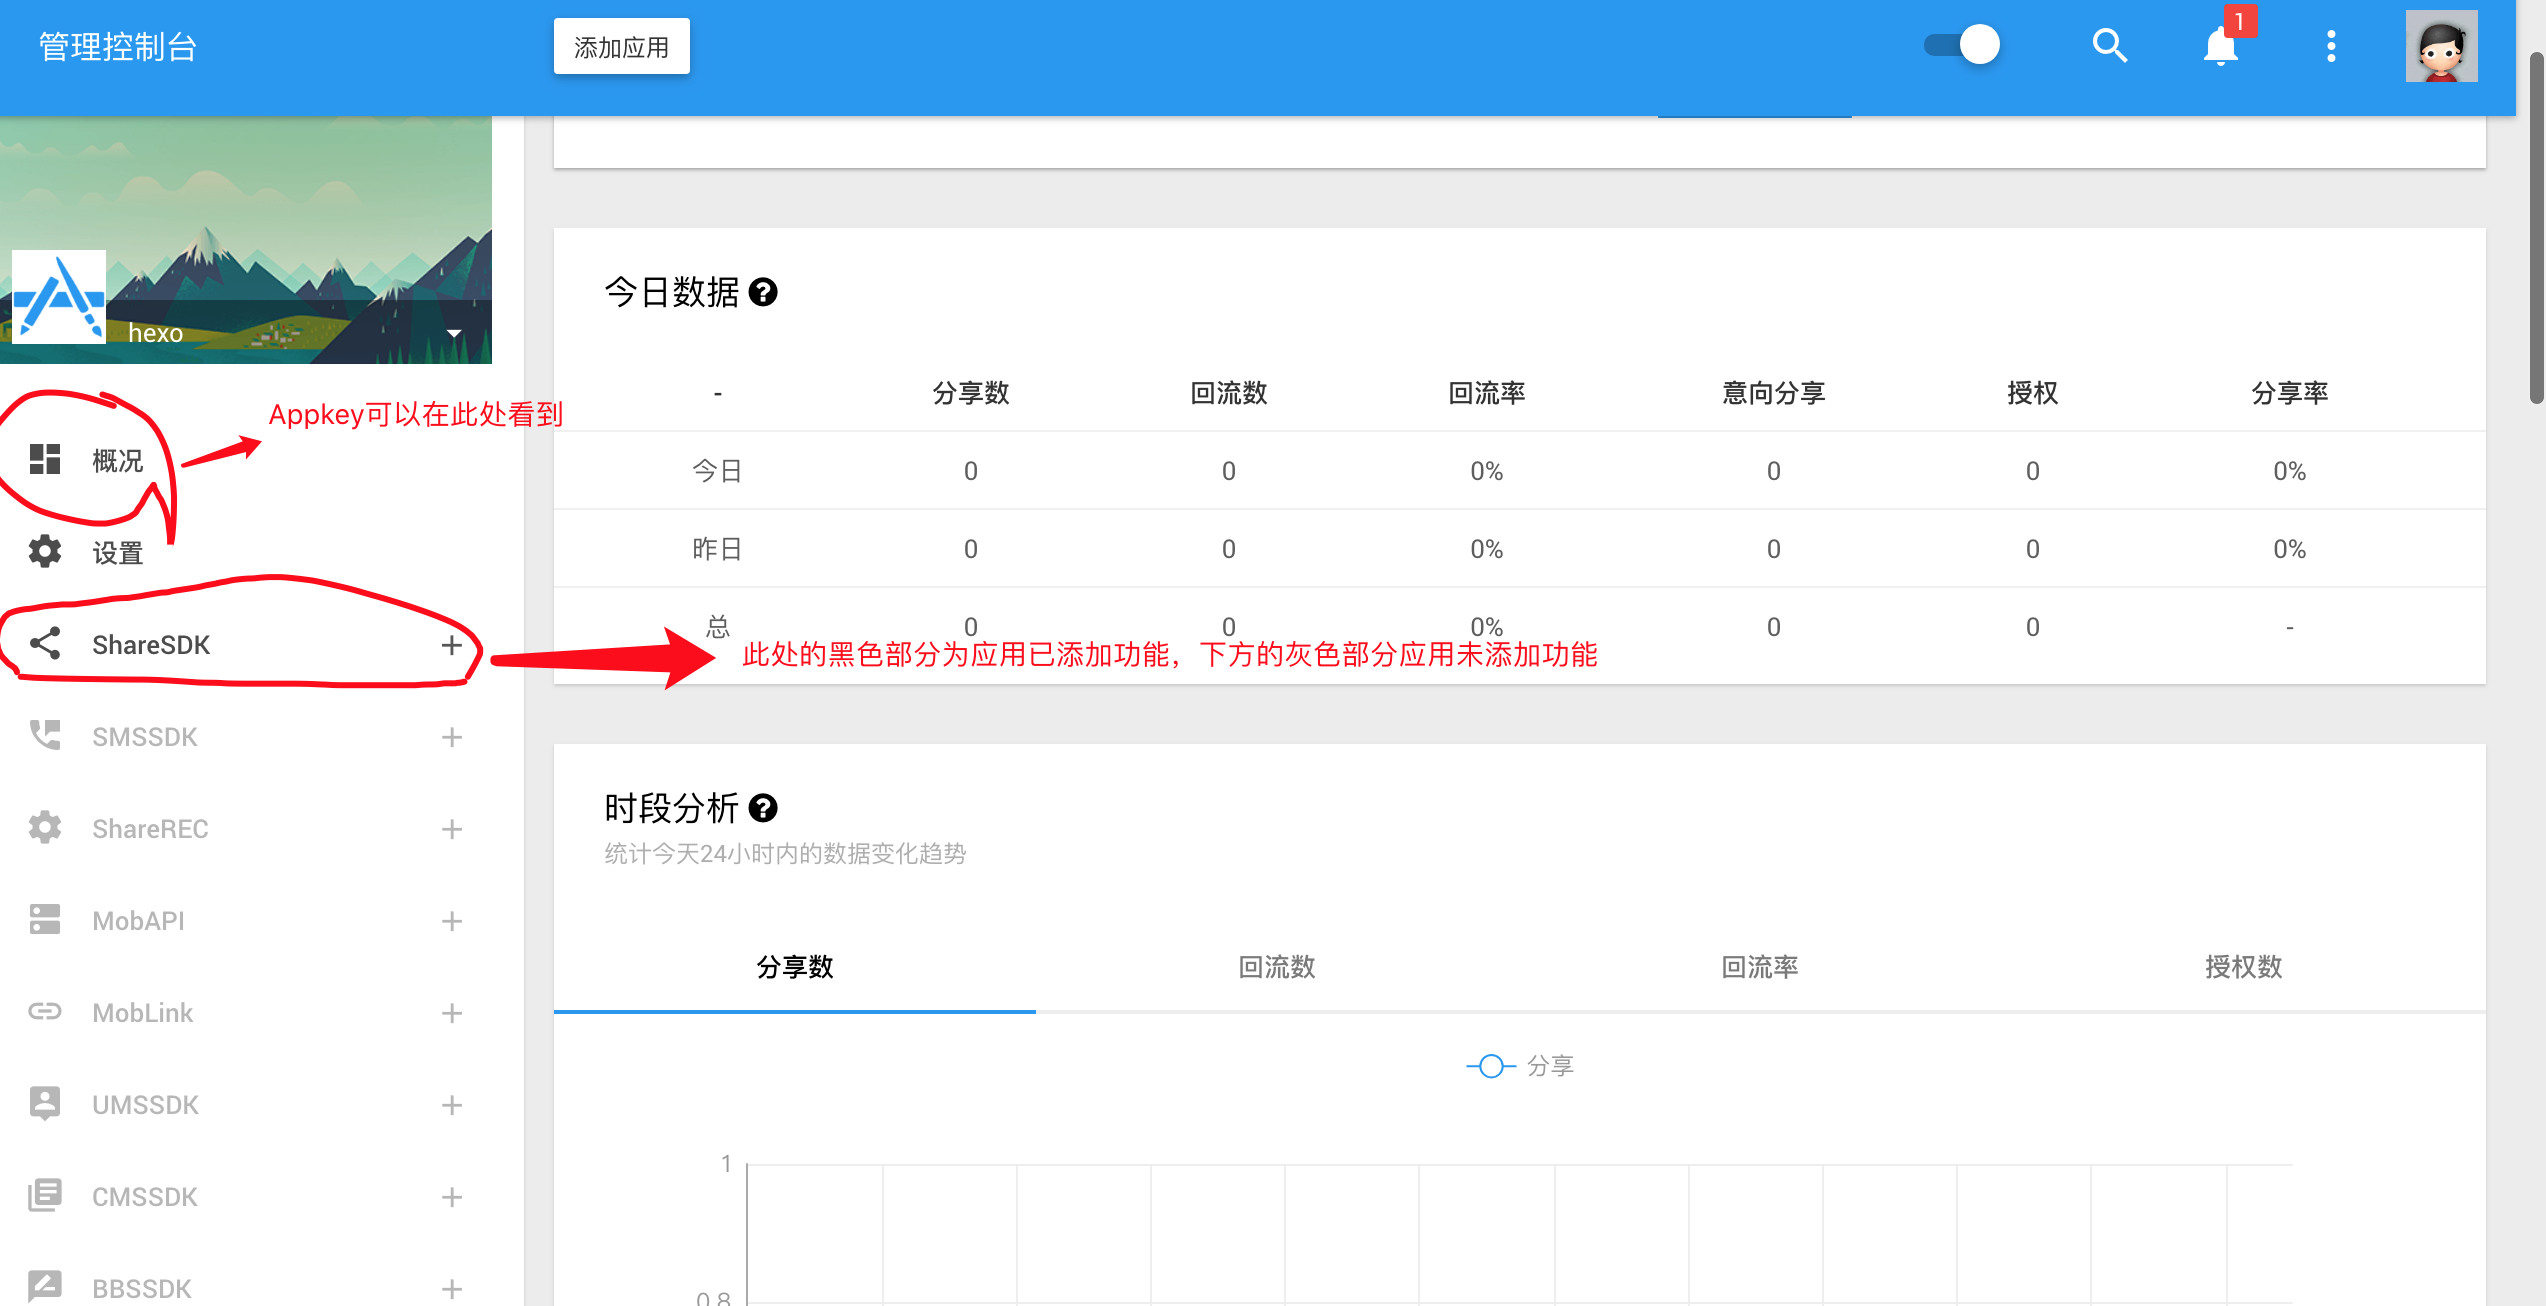 管理控制台
添加应用
1
hexo
Appkey可以在此处看到
概况
设置
ShareSDK
SMSSDK
ShareREC
MobAPI
MobLink
UMSSDK
CMSSDK
BBSSDK
今日数据
- 分享数 回流数 回流率 意向分享 授权 分享率
今日 0 0 0% 0 0 0%
昨日 0 0 0% 0 0 0%
总 0 0 0% 0 0 -
此处的黑色部分为应用已添加功能，下方的灰色部分应用未添加功能
时段分析
统计今天24小时内的数据变化趋势
分享数 回流数 回流率 授权数
分享
1
0.8